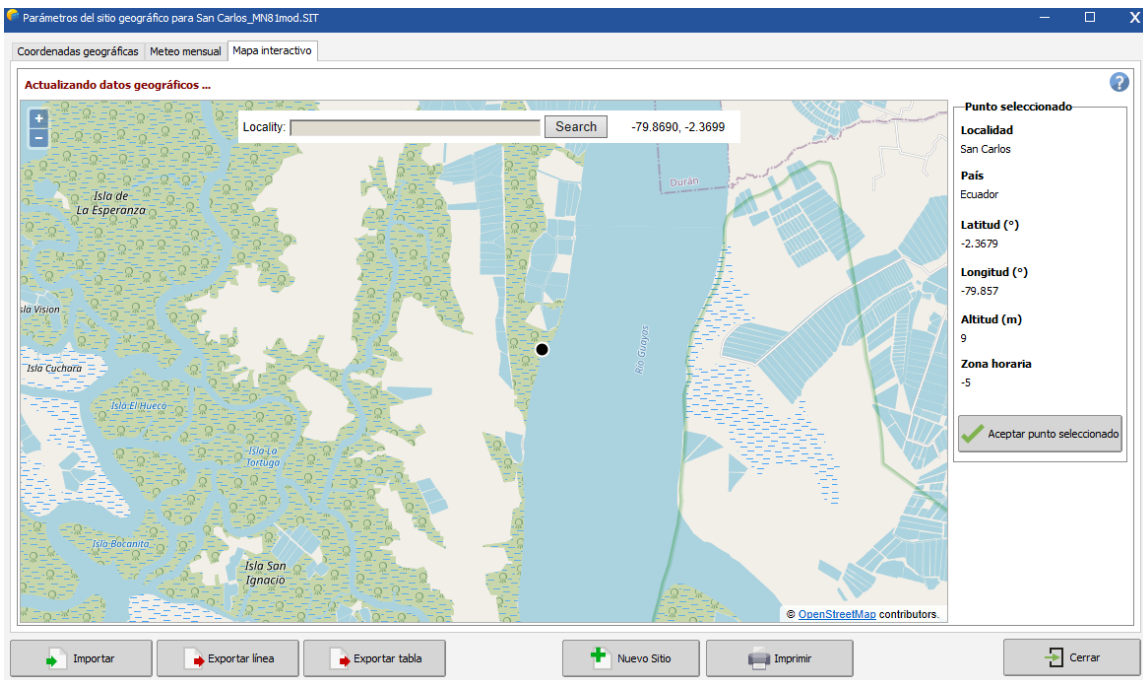 Parámetros del sitio geográfico para San Carlos_MN81mod.SIT
Coordenadas geográficas
Meteo mensual
Mapa interactivo
Actualizando datos geográficos ...
Locality:
Search
-79.8690, -2.3699
Isla de
La Esperanza
Durán
sla Vision
Isla Cuchara
Isla El Hueco
Isla La
Tortuga
Isla Bocanita
Isla San
Ignacio
Río Guayas
© OpenStreetMap contributors.
Punto seleccionado
Localidad
San Carlos
País
Ecuador
Latitud (°)
-2.3679
Longitud (°)
-79.857
Altitud (m)
9
Zona horaria
-5
Aceptar punto seleccionado
Importar
Exportar línea
Exportar tabla
Nuevo Sitio
Imprimir
Cerrar